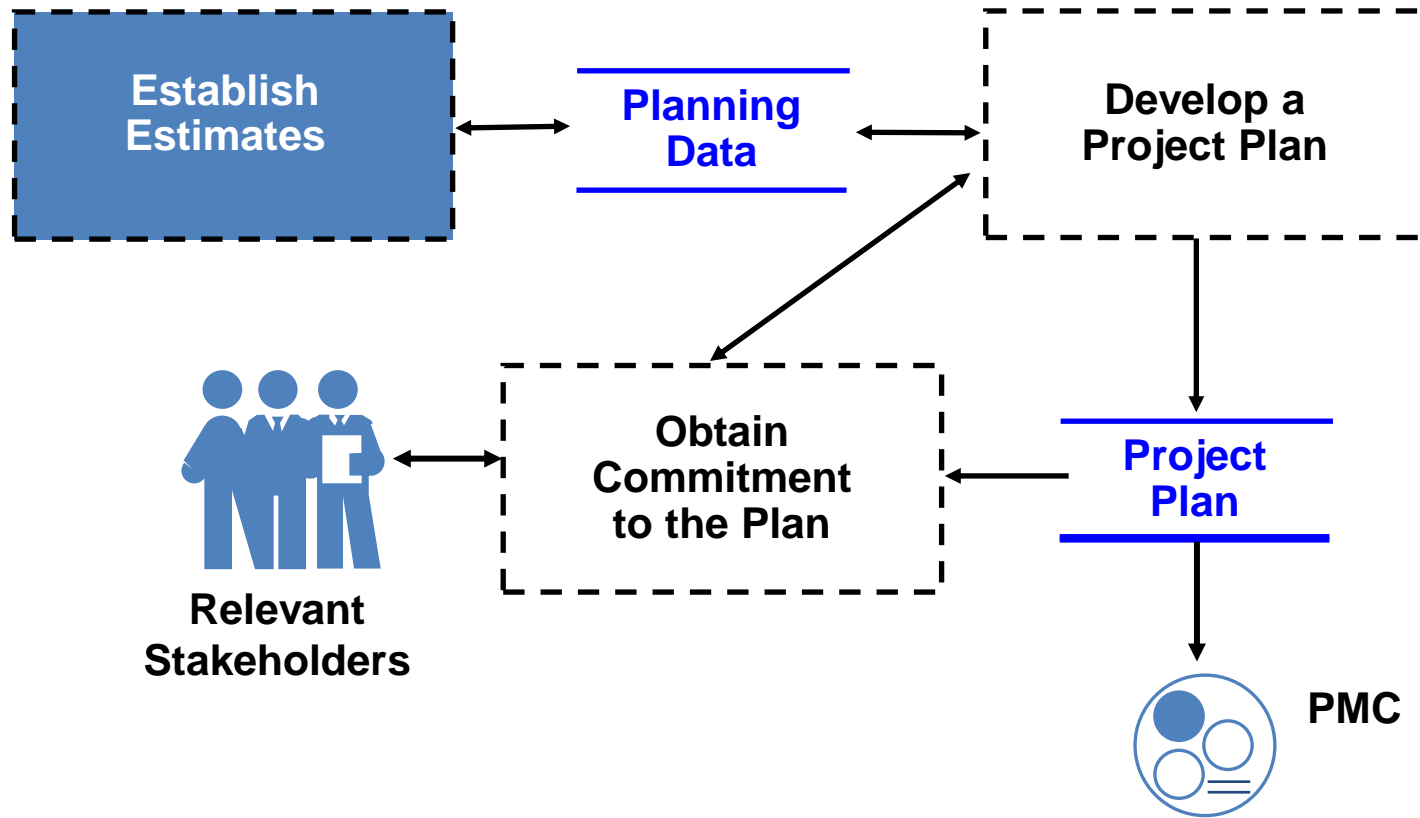 Establish
Estimates
Planning
Data
Develop a
Project Plan
Obtain
Commitment
to the Plan
Project
Plan
Relevant
Stakeholders
PMC